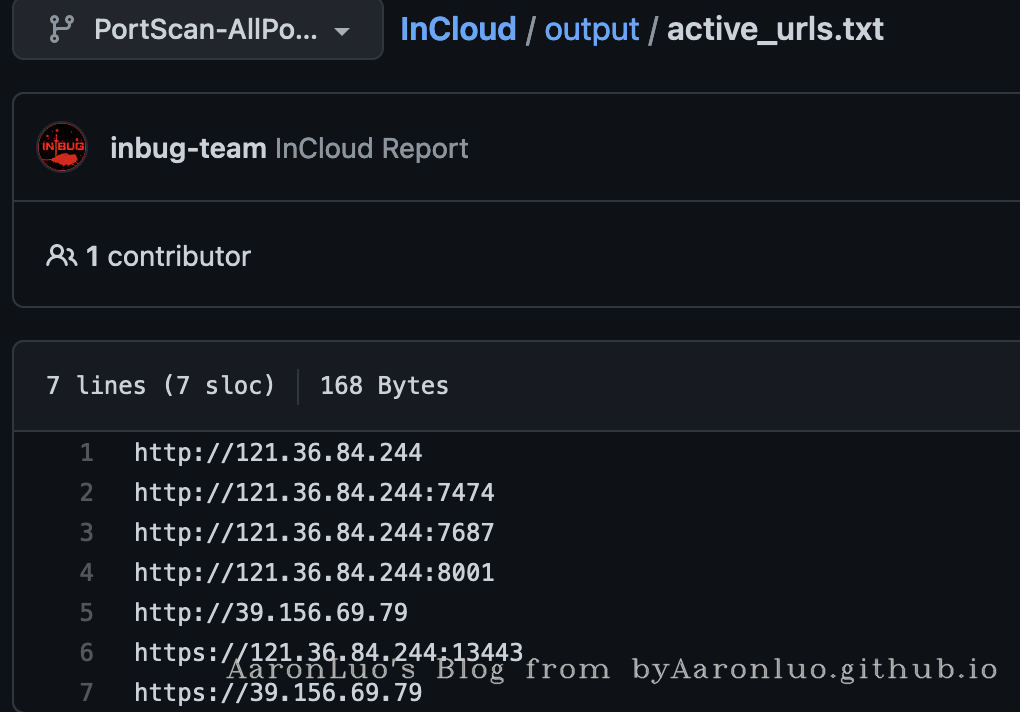 PortScan-AllPo... InCloud / output / active_urls.txt
INBUG inbug-team InCloud Report
1 contributor
7 lines (7 sloc) 168 Bytes
1 http://121.36.84.244
2 http://121.36.84.244:7474
3 http://121.36.84.244:7687
4 http://121.36.84.244:8001
5 http://39.156.69.79
6 https://121.36.84.244:13443
AaronLuo's Blog from byAaronluo.github.io
7 https://39.156.69.79